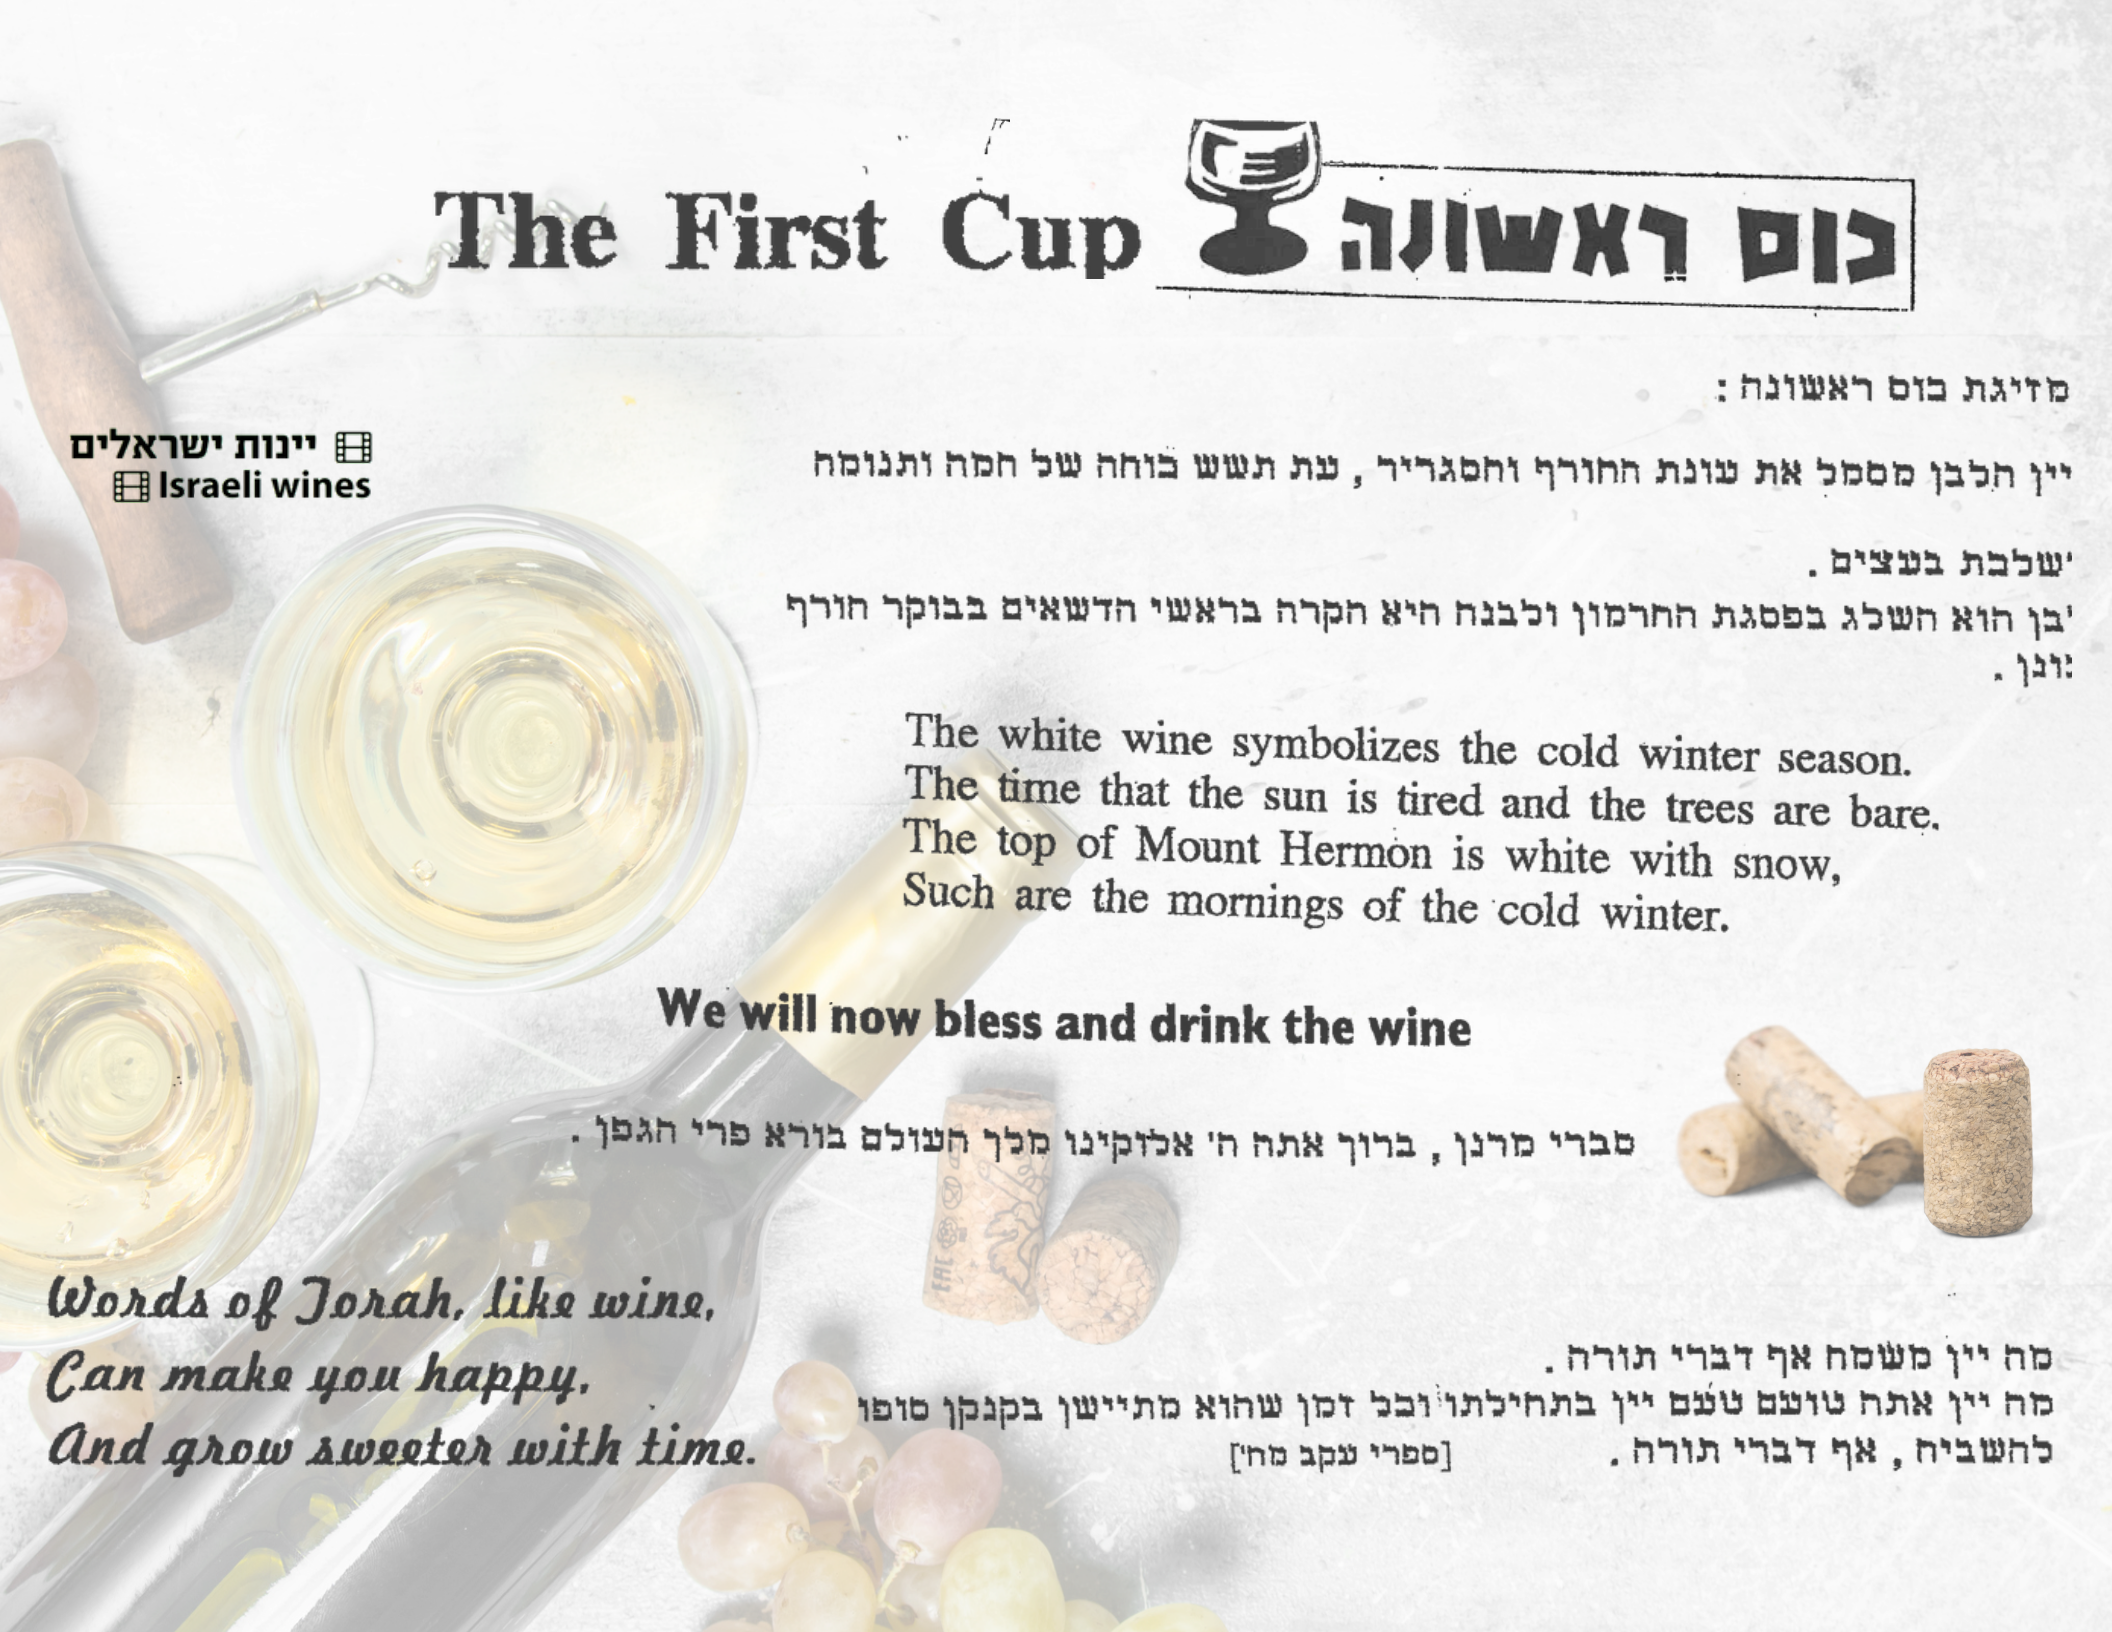 The First Cup
כוס ראשונה
מזיגת כוס ראשונה :
יינות ישראלים
Israeli wines
יין הלבן מסמל את עונת החורף והסגריר , עת תשש כוחה של חמה ותנומה
שלכת בעצים .
בן הוא השלג בפסגת החרמון ולבנה היא הקרה בראשי הדשאים בבוקר חורף
The white wine symbolizes the cold winter season.
The time that the sun is tired and the trees are bare.
The top of Mount Hermon is white with snow,
Such are the mornings of the cold winter.
We will now bless and drink the wine
סברי מרנן , ברוך אתה ה' אלוקינו מלך העולם בורא פרי הגפן .
Words of Torah, like wine,
Can make you happy,
And grow sweeter with time.
מה יין משמח אף דברי תורה .
מה יין אתה טועם טעם יין בתחילתו וכל זמן שהוא מתיישן בקנקן סופו
להשביח , אף דברי תורה . [ספרי עקב מח']